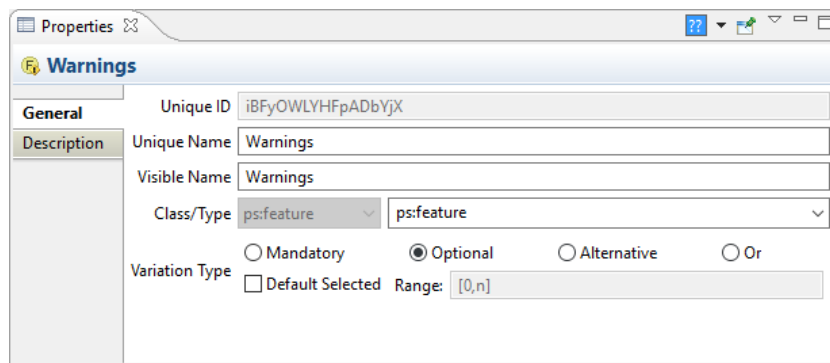 Properties
??
Warnings
General
Description
Unique ID iBFyOWLYHFpADbYjX
Unique Name Warnings
Visible Name Warnings
Class/Type ps:feature ps:feature
Variation Type
Mandatory Optional Alternative Or
Default Selected Range: [0,n]